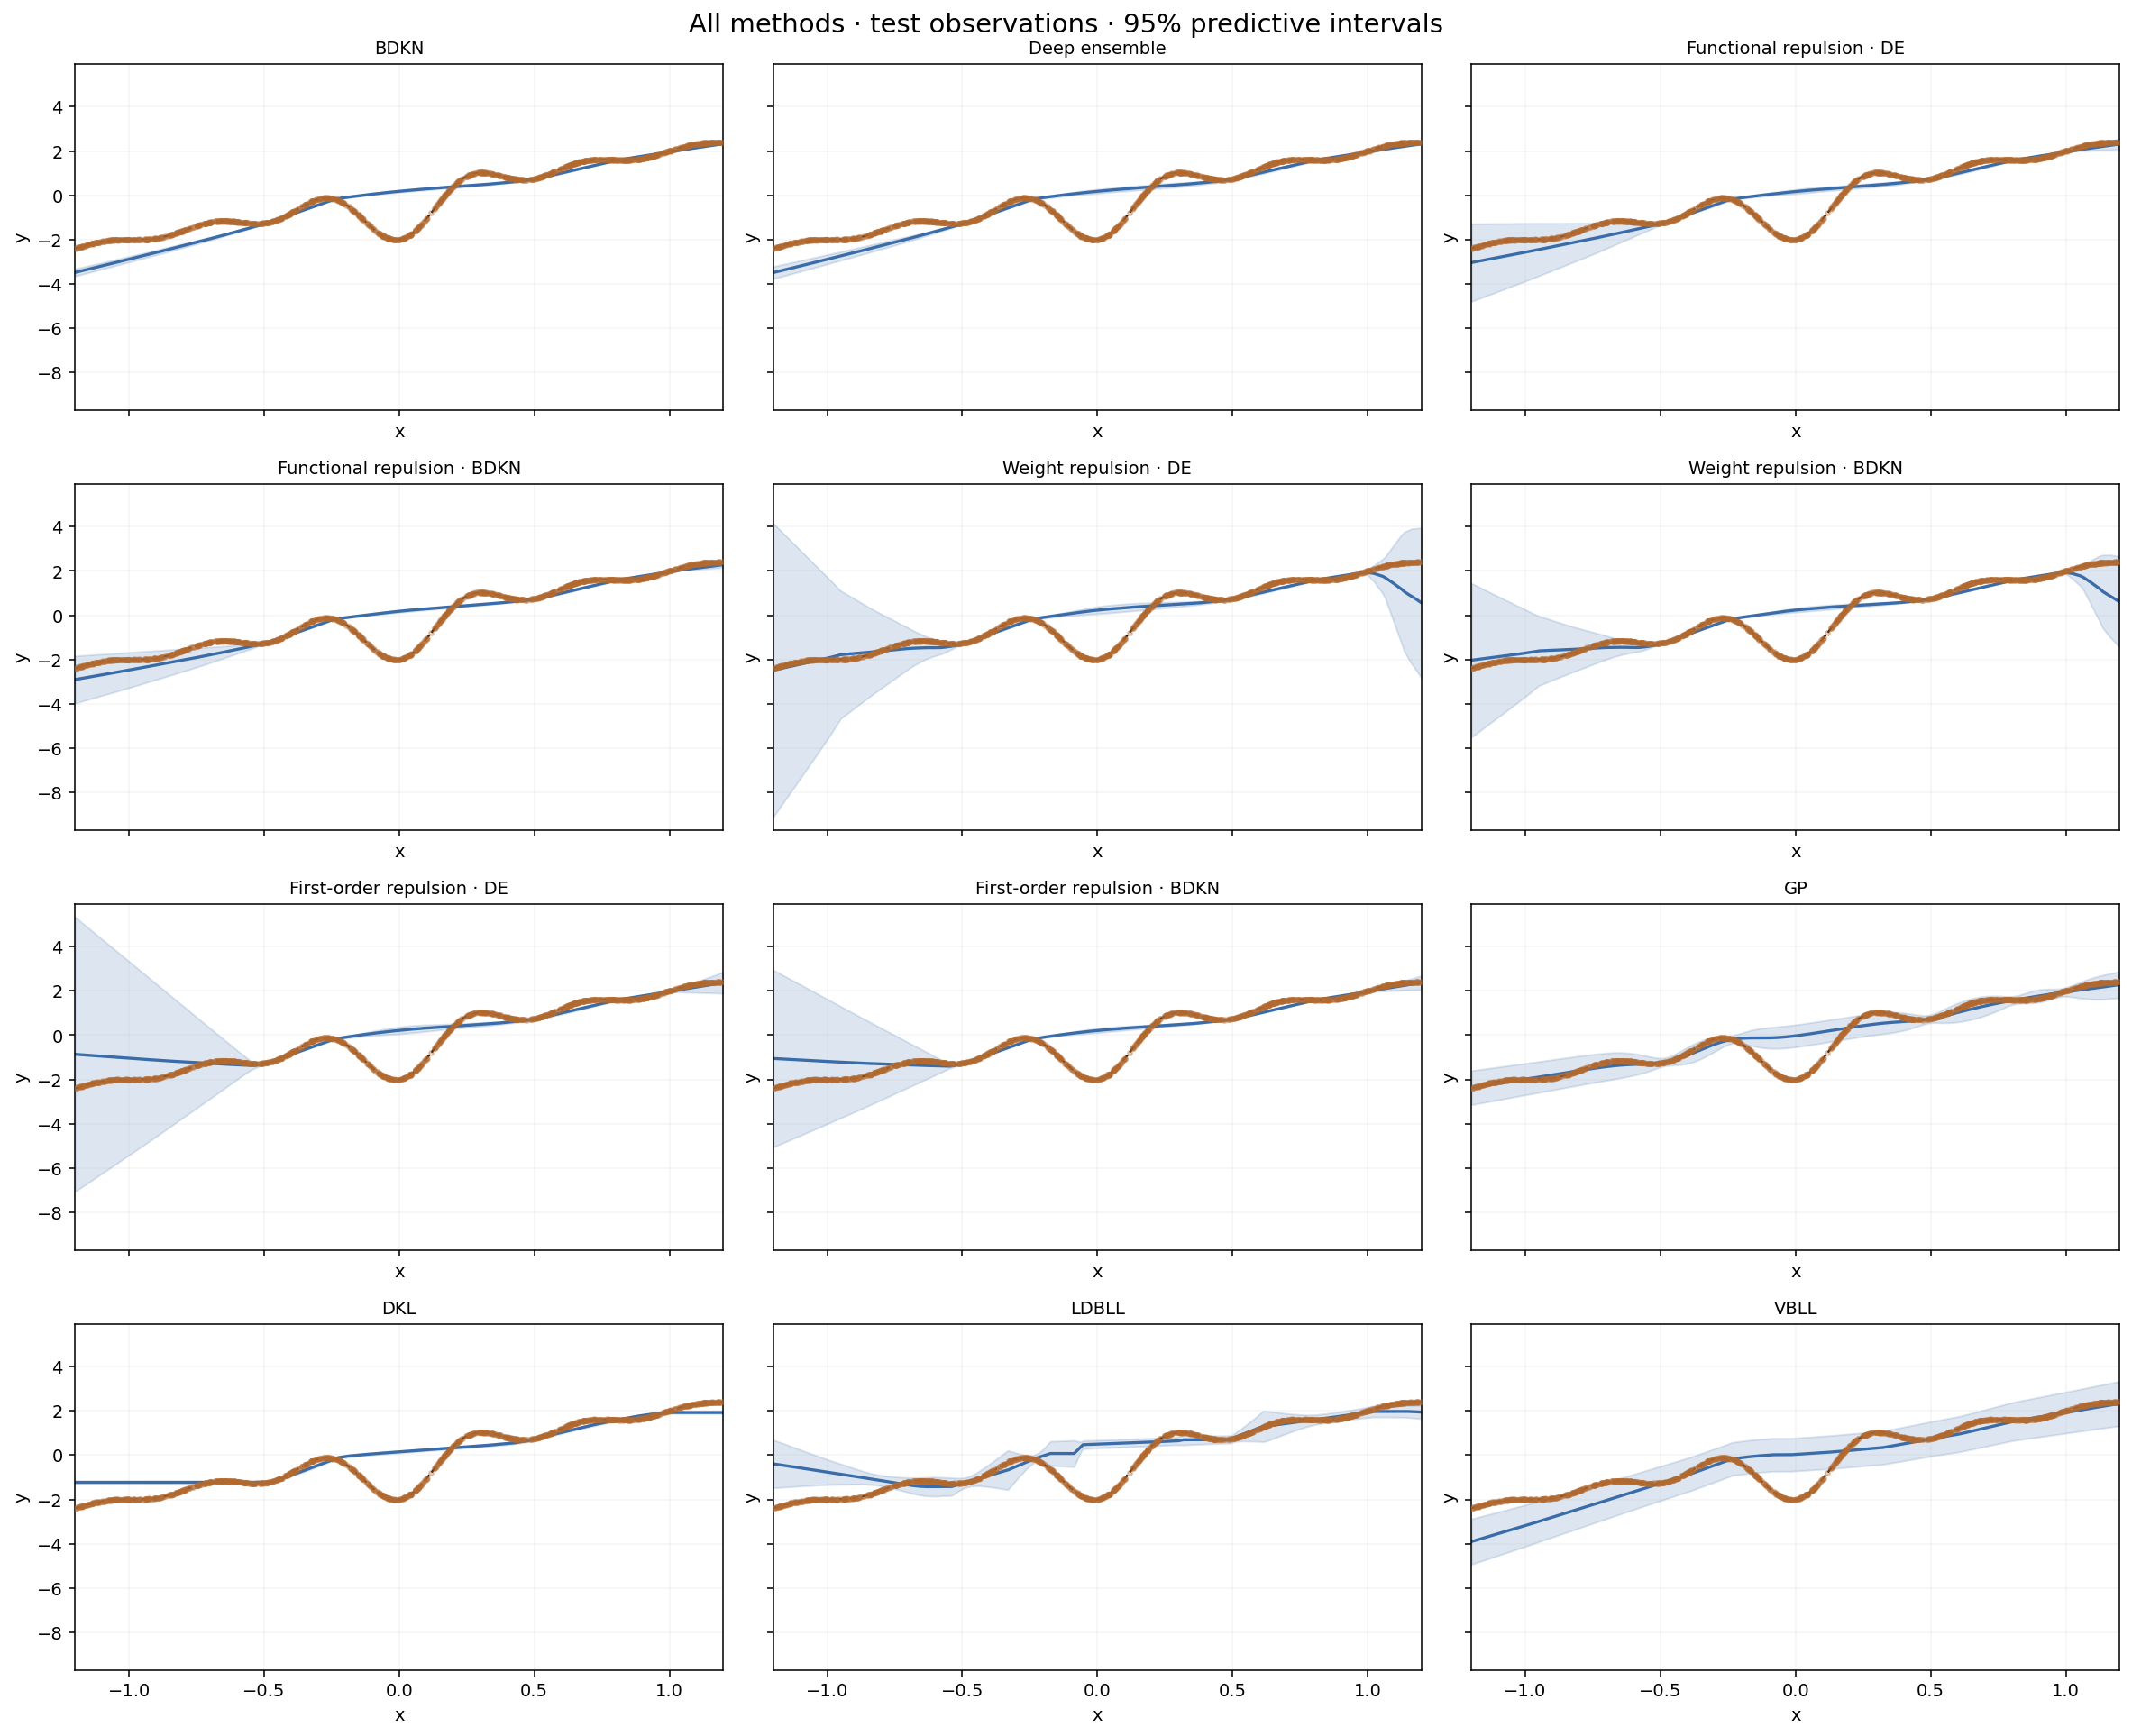 All methods · test observations · 95% predictive intervals
BDKN
Deep ensemble
Functional repulsion · DE
4
2
0
−2
−4
−6
−8
y
y
y
x
x
x
Functional repulsion · BDKN
Weight repulsion · DE
Weight repulsion · BDKN
4
2
0
−2
−4
−6
−8
y
y
y
x
x
x
First-order repulsion · DE
First-order repulsion · BDKN
GP
4
2
0
−2
−4
−6
−8
y
y
y
x
x
x
DKL
LDBLL
VBLL
4
2
0
−2
−4
−6
−8
y
y
y
−1.0 −0.5 0.0 0.5 1.0
−1.0 −0.5 0.0 0.5 1.0
−1.0 −0.5 0.0 0.5 1.0
x
x
x